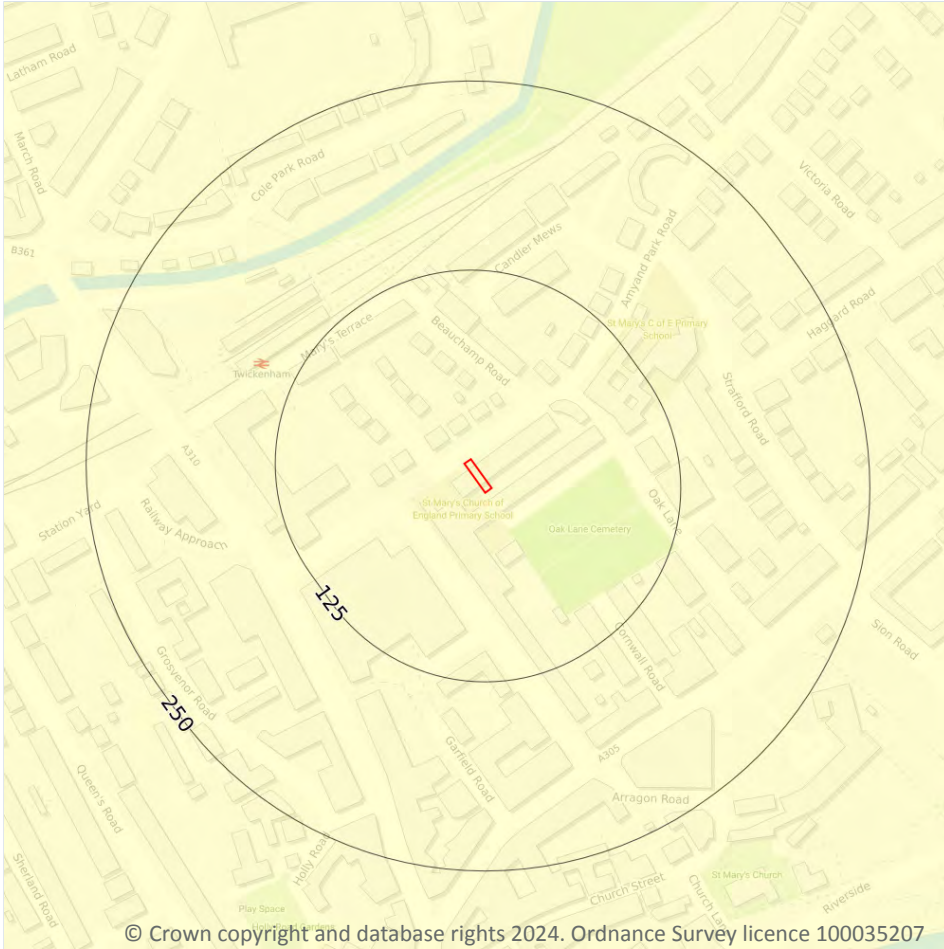 Latham Road
March Road
Cole Park Road
Victoria Road
B361
Candler Mews
Amyand Park Road
Haggard Road
St Mary's C of E Primary
School
Mary's Terrace
Beauchamp Road
Twickenham
Strafford Road
A310
St Mary's Church of
England Primary School
Oak Lane
Oak Lane Cemetery
Station Yard
Railway Approach
125
Sion Road
Cornwall Road
Grosvenor Road
250
A305
Garfield Road
Arragon Road
Queen's Road
Holly Road
Sherland Road
St Mary's Church
Church Street
Church Lane
Riverside
Play Space
Gardens
© Crown copyright and database rights 2024. Ordnance Survey licence 100035207